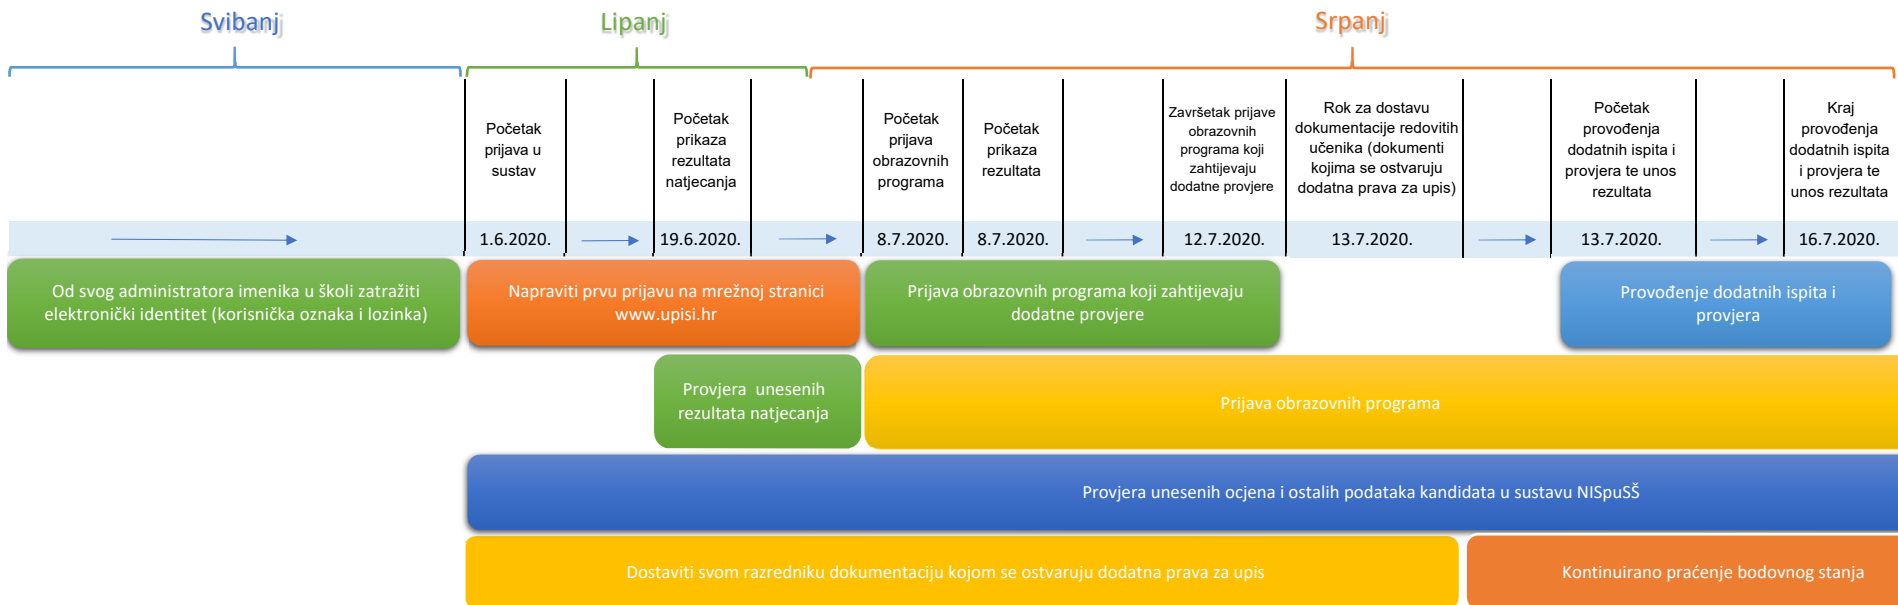 Svibanj
Lipanj
Srpanj
Početak
prijava u
sustav
Početak
prikaza
rezultata
natjecanja
Početak
prijava
obrazovnih
programa
Početak
prikaza
rezultata
Završetak prijave
obrazovnih
programa koji
zahtijevaju
dodatne provjere
Rok za dostavu
dokumentacije redovitih
učenika (dokumenti
kojima se ostvaruju
dodatna prava za upis)
Početak
provođenja
dodatnih ispita i
provjera te unos
rezultata
Kraj
provođenja
dodatnih ispita
i provjera te
unos rezultata
1.6.2020.
19.6.2020.
8.7.2020.
8.7.2020.
12.7.2020.
13.7.2020.
13.7.2020.
16.7.2020.
Od svog administratora imenika u školi zatražiti
elektronički identitet (korisnička oznaka i lozinka)
Napraviti prvu prijavu na mrežnoj stranici
www.upisi.hr
Prijava obrazovnih programa koji zahtijevaju
dodatne provjere
Provođenje dodatnih ispita i
provjera
Provjera unesenih
rezultata natjecanja
Prijava obrazovnih programa
Provjera unesenih ocjena i ostalih podataka kandidata u sustavu NISpuSŠ
Dostaviti svom razredniku dokumentaciju kojom se ostvaruju dodatna prava za upis
Kontinuirano praćenje bodovnog stanja